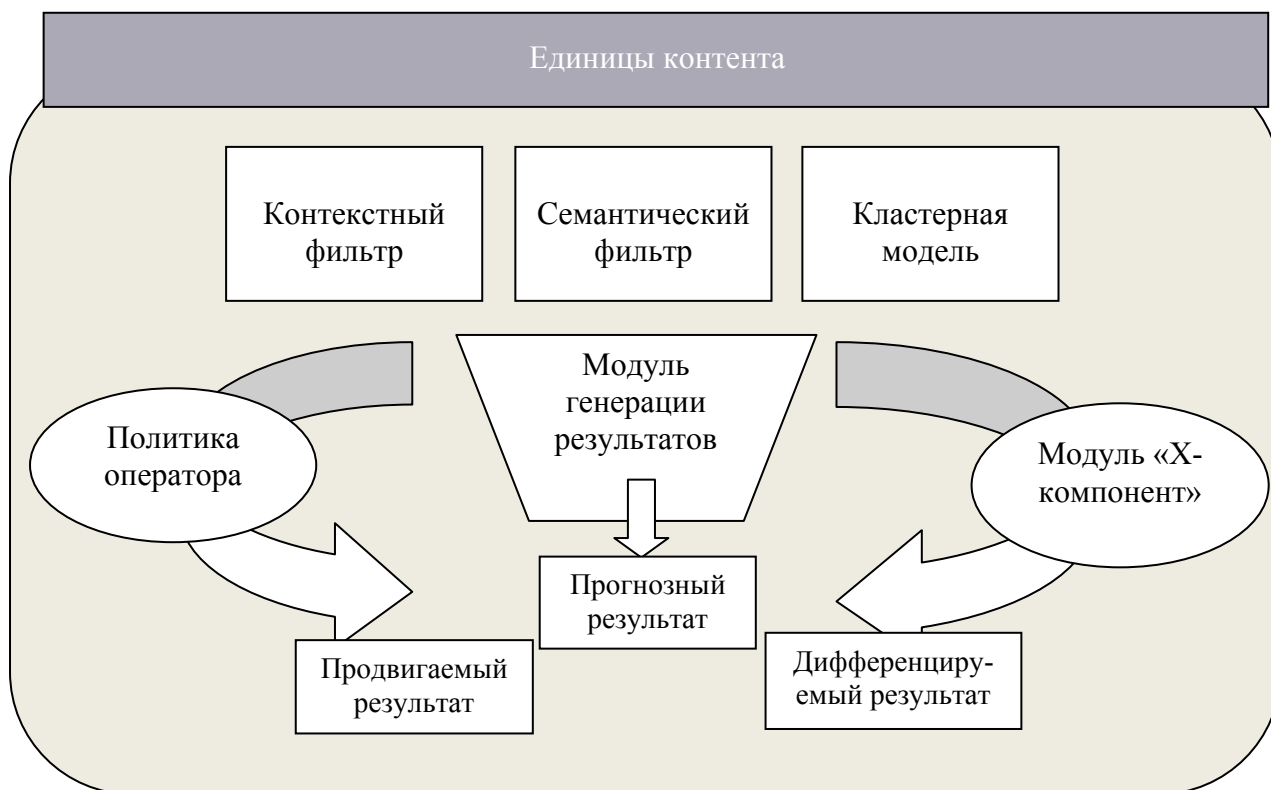 Единицы контента
Контекстный
фильтр
Семантический
фильтр
Кластерная
модель
Модуль
генерации
результатов
Политика
оператора
Модуль «Х-
компонент»
Прогнозный
результат
Продвигаемый
результат
Дифференциру-
емый результат